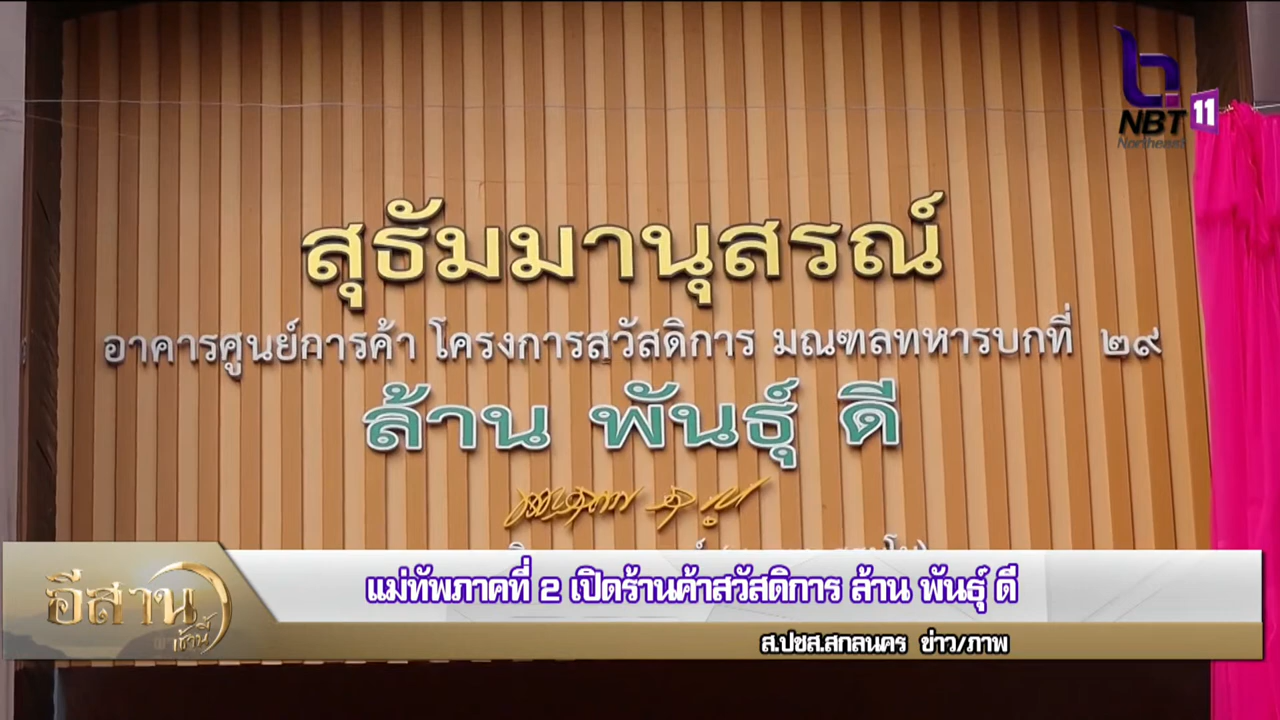 NBT 11
Northeast
สุธัมมานุสรณ์
อาคารศูนย์การค้า โครงการสวัสดิการ มณฑลทหารบกที่ ๒๙
ล้าน พันธุ์ ดี
แม่ทัพภาคที่ 2 เปิดร้านค้าสวัสดิการ ล้าน พันธุ์ ดี
อีสาน
เช้านี้
ส.ปชส.สกลนคร ข่าว/ภาพ